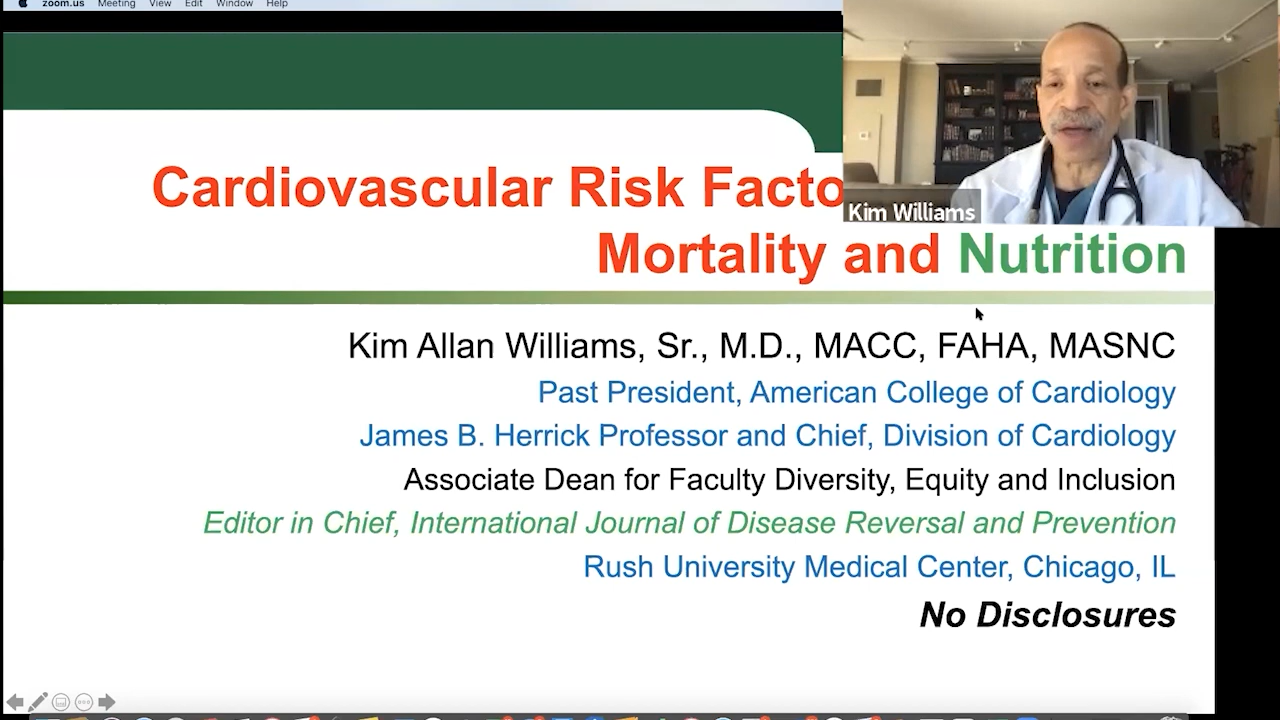 zoom.us Meeting View Edit Window Help
Cardiovascular Risk Facto
Mortality and Nutrition
Kim Williams
Kim Allan Williams, Sr., M.D., MACC, FAHA, MASNC
Past President, American College of Cardiology
James B. Herrick Professor and Chief, Division of Cardiology
Associate Dean for Faculty Diversity, Equity and Inclusion
Editor in Chief, International Journal of Disease Reversal and Prevention
Rush University Medical Center, Chicago, IL
No Disclosures